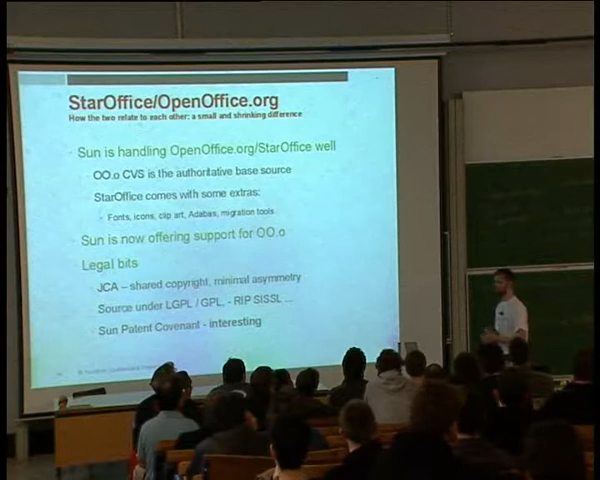 StarOffice/OpenOffice.org
How the two relate to each other: a small and shrinking difference
Sun is handling OpenOffice.org/StarOffice well
OO.o CVS is the authoritative base source
StarOffice comes with some extras:
Fonts, icons, clip art, Adabas, migration tools
Sun is now offering support for OO.o
Legal bits
JCA – shared copyright, minimal asymmetry
Source under LGPL / GPL, - RIP SISSL ...
Sun Patent Covenant - interesting